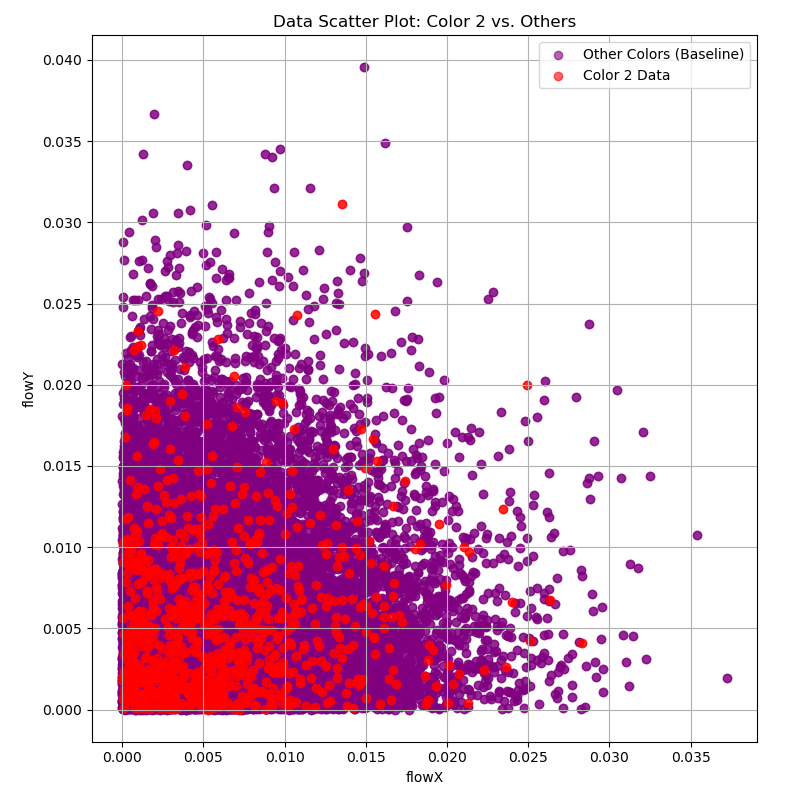 Data Scatter Plot: Color 2 vs. Others
Other Colors (Baseline)
Color 2 Data
flowY
0.040
0.035
0.030
0.025
0.020
0.015
0.010
0.005
0.000
0.000 0.005 0.010 0.015 0.020 0.025 0.030 0.035
flowX